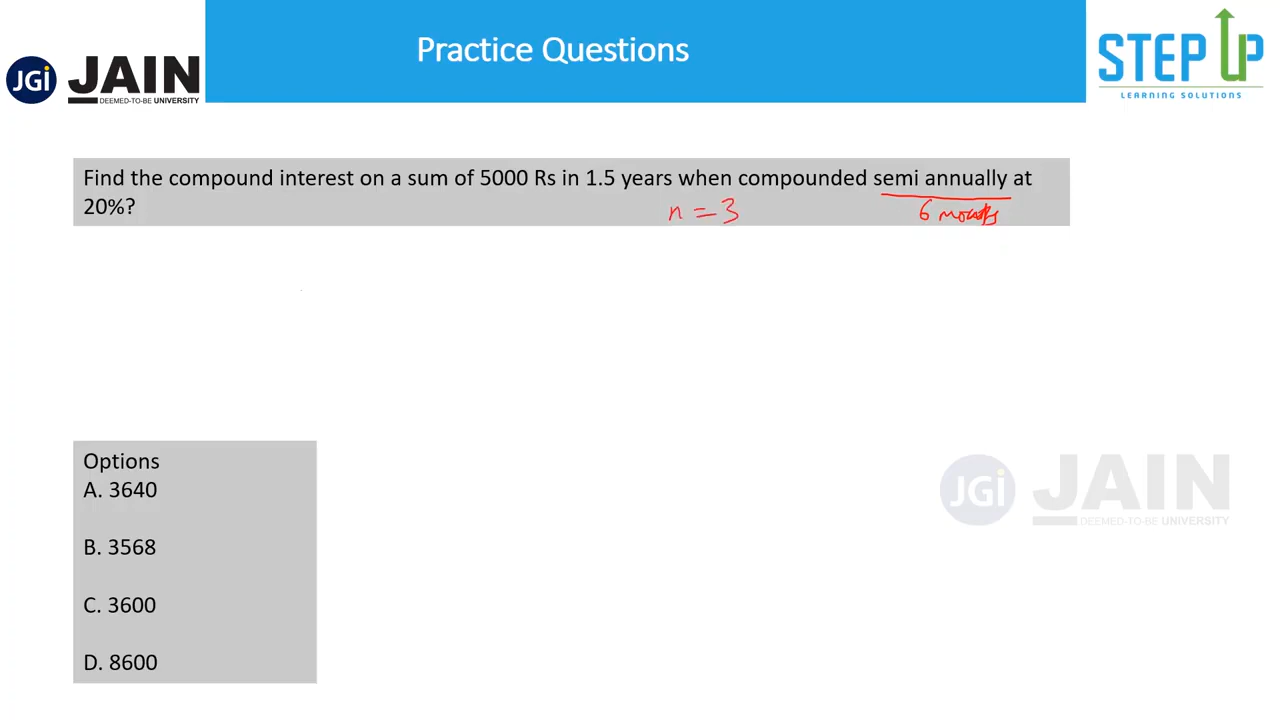 JGi JAIN
DEEMED-TO-BE UNIVERSITY
Practice Questions
STEP UP
LEARNING SOLUTIONS
Find the compound interest on a sum of 5000 Rs in 1.5 years when compounded semi annually at
20%?
n = 3
6 months
Options
A. 3640
B. 3568
C. 3600
D. 8600
JGi JAIN
DEEMED-TO-BE UNIVERSITY